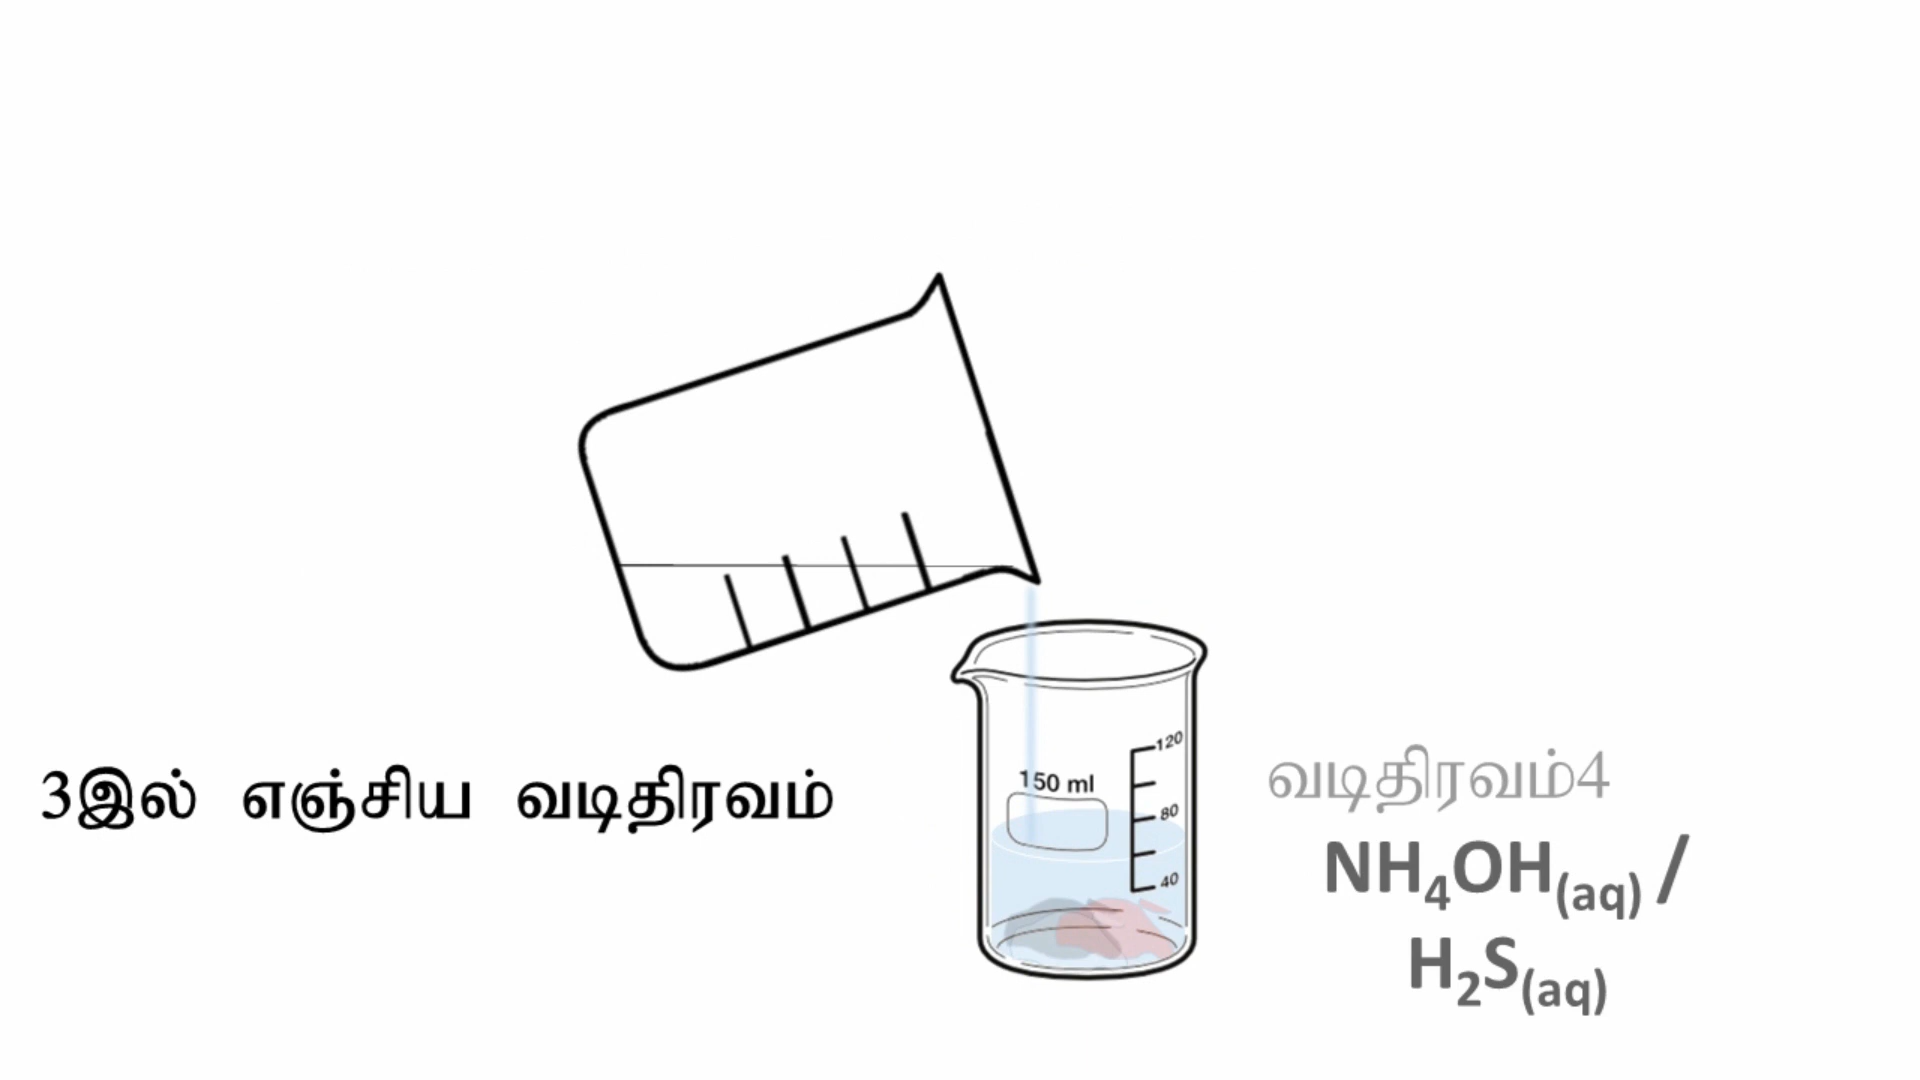 120
150 ml
80
40
3இல் எஞ்சிய வடிதிரவம்
வடிதிரவம்4
NH₄OH₍aq₎ /
H₂S₍aq₎